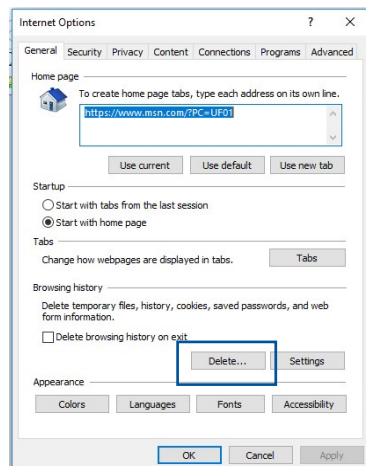 Internet Options ? X
General Security Privacy Content Connections Programs Advanced
Home page
To create home page tabs, type each address on its own line.
https://www.msn.com/?PC=UF01
Use current Use default Use new tab
Startup
Start with tabs from the last session
Start with home page
Tabs
Change how webpages are displayed in tabs. Tabs
Browsing history
Delete temporary files, history, cookies, saved passwords, and web
form information.
Delete browsing history on exit
Delete... Settings
Appearance
Colors Languages Fonts Accessibility
OK Cancel Apply